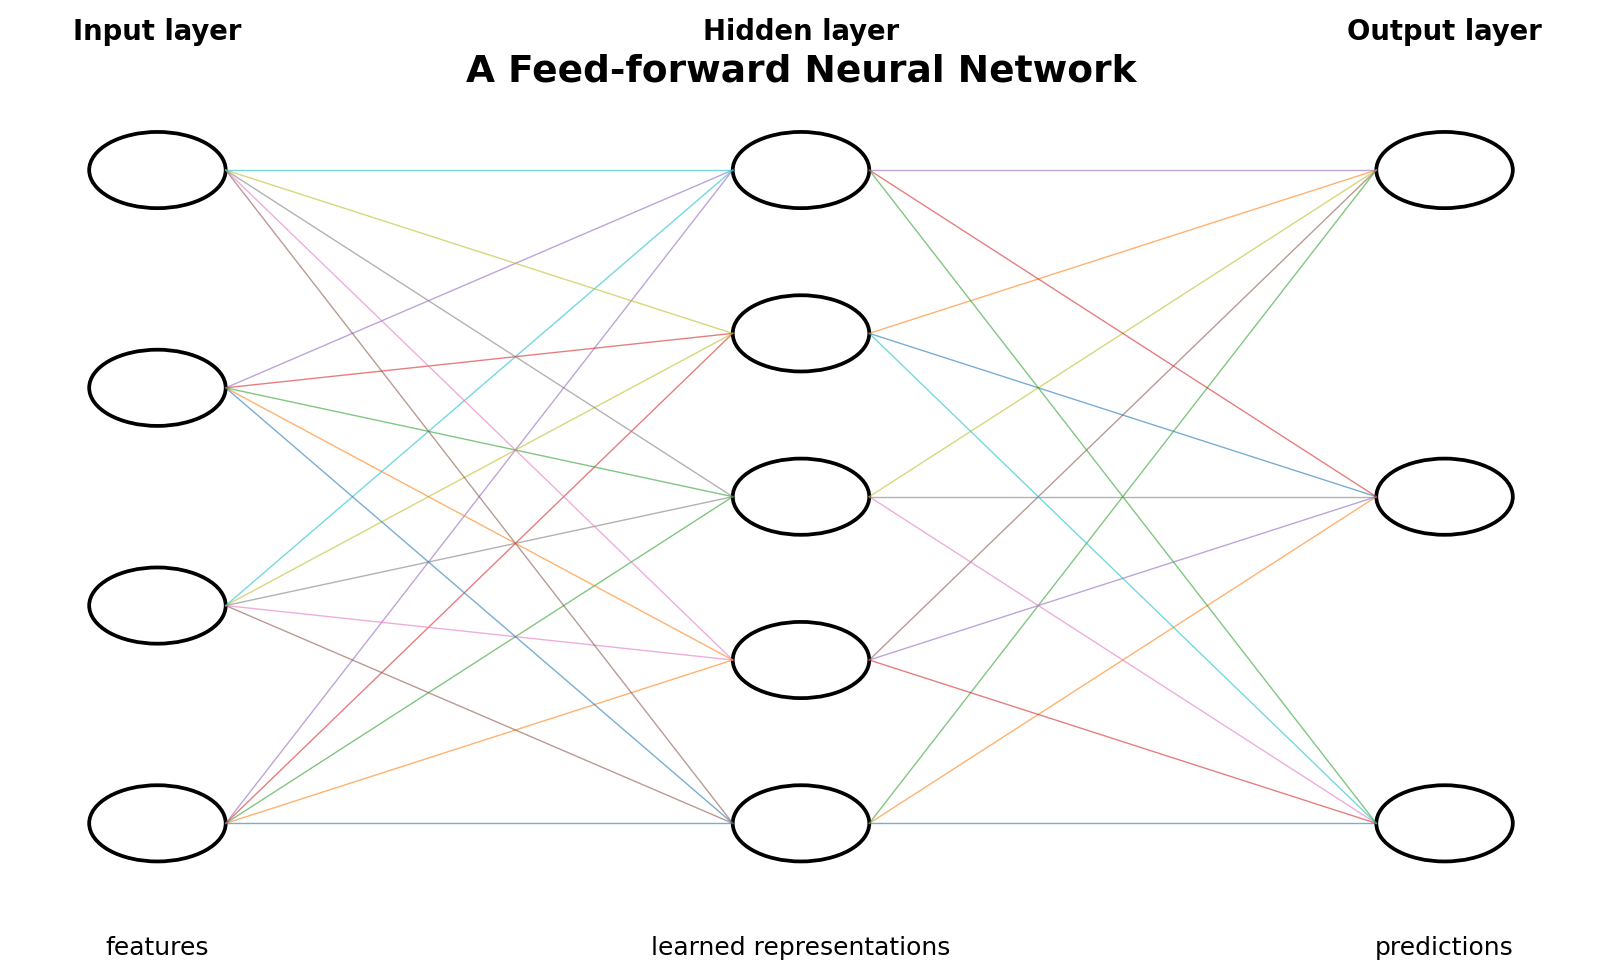 Input layer
Hidden layer
Output layer
A Feed-forward Neural Network
features
learned representations
predictions